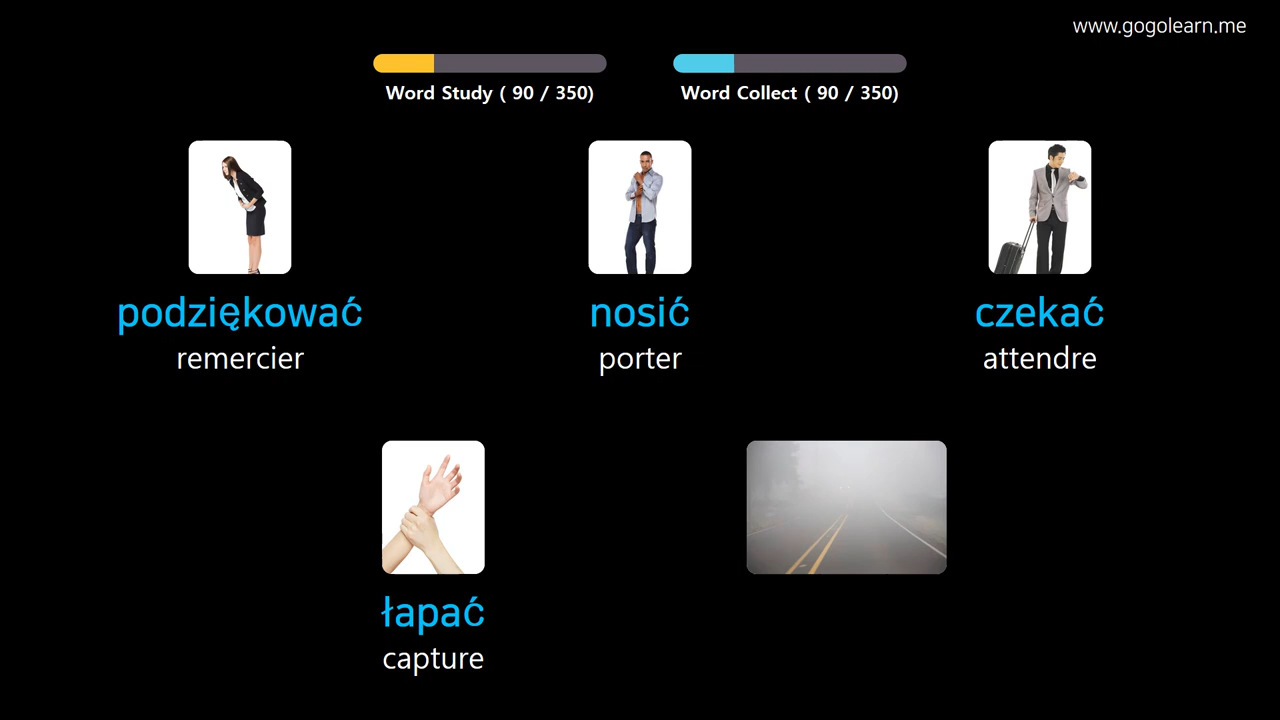 www.gogolearn.me
Word Study ( 90 / 350)
Word Collect ( 90 / 350)
podziękować
remercier
nosić
porter
czekać
attendre
łapać
capture